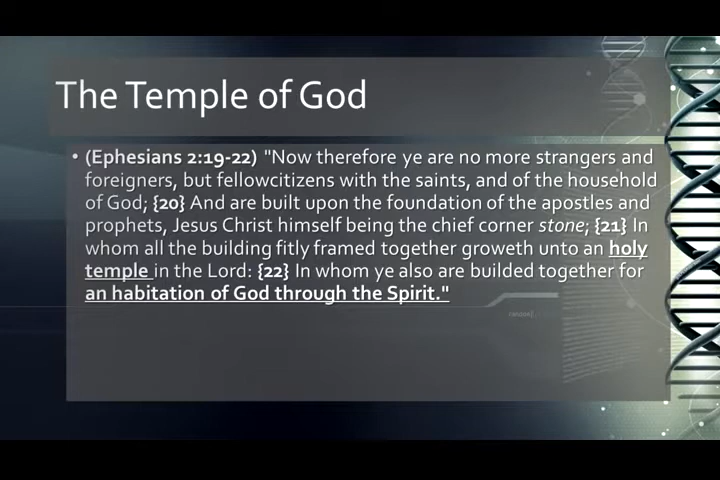 The Temple of God
• (Ephesians 2:19-22) "Now therefore ye are no more strangers and
foreigners, but fellowcitizens with the saints, and of the household
of God; {20} And are built upon the foundation of the apostles and
prophets, Jesus Christ himself being the chief corner stone; {21} In
whom all the building fitly framed together groweth unto an holy
temple in the Lord: {22} In whom ye also are builded together for
an habitation of God through the Spirit."